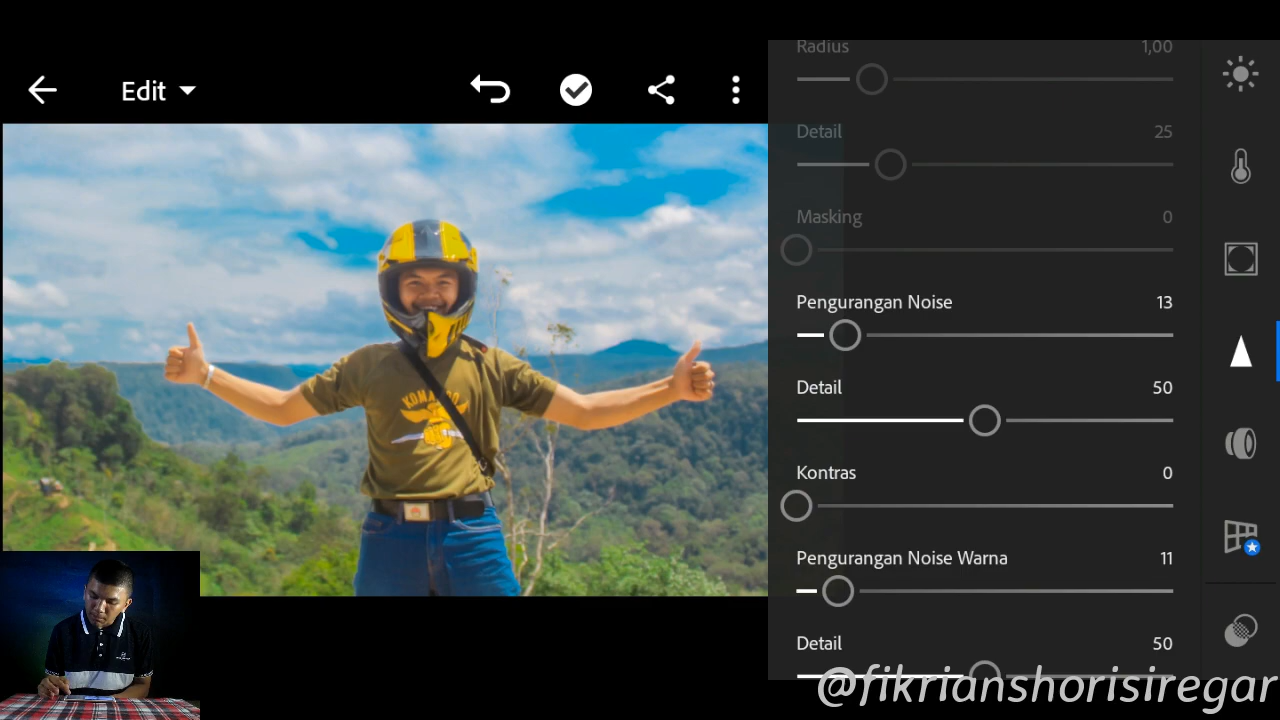 Edit
KOMANDO
Radius 1,00
Detail 25
Masking 0
Pengurangan Noise 13
Detail 50
Kontras 0
Pengurangan Noise Warna 11
Detail 50
@fikrianshorisiregar